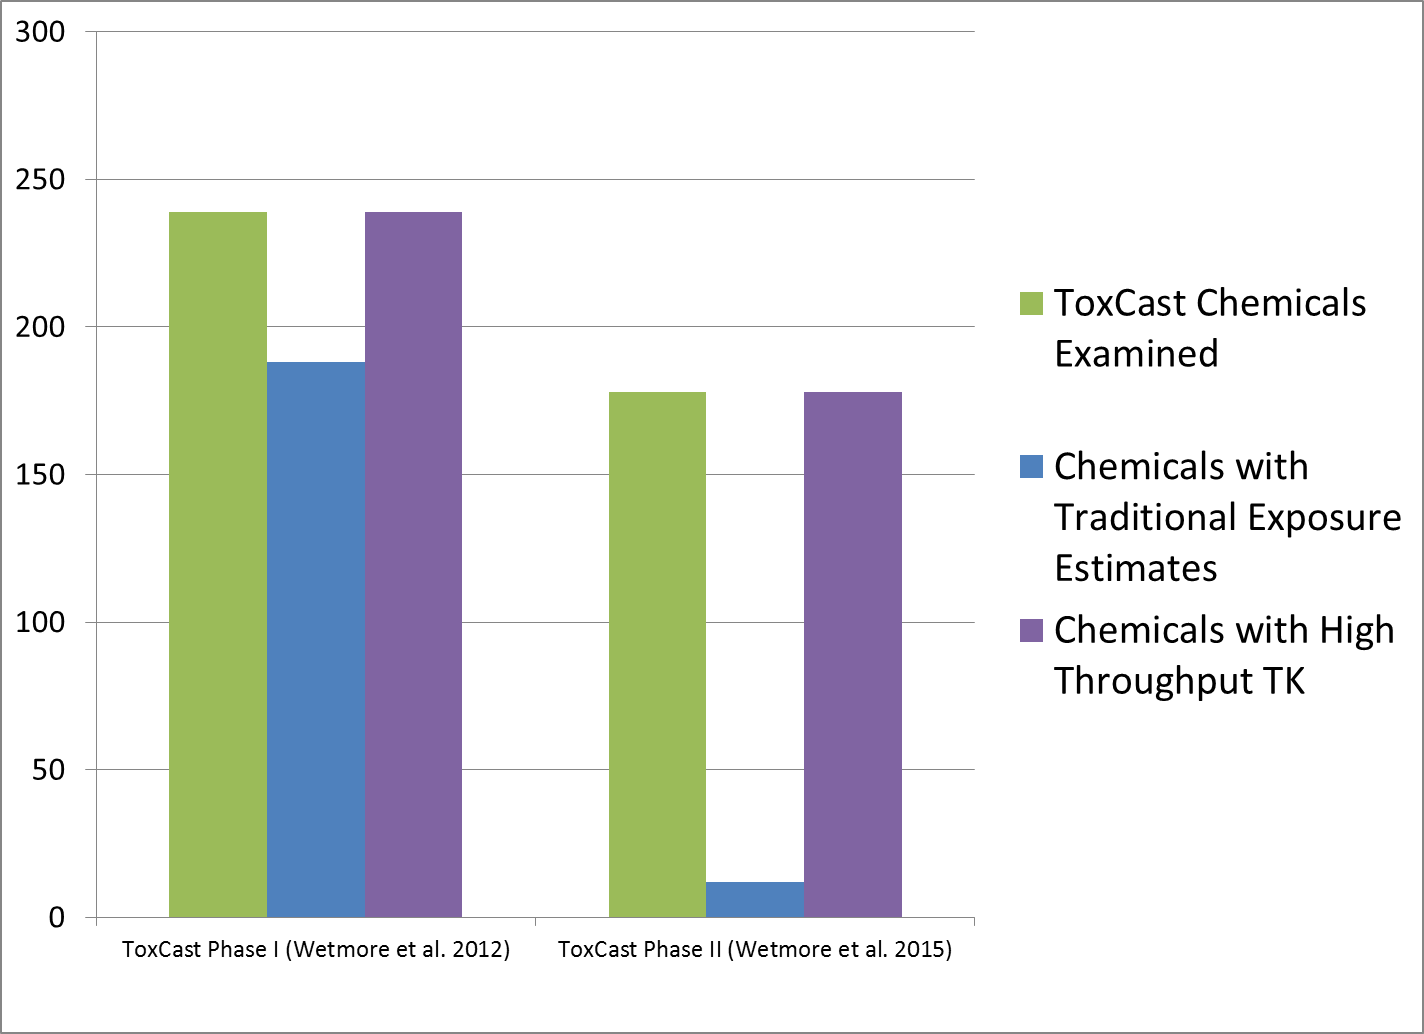 300
250
200
150
100
50
0
ToxCast Phase I (Wetmore et al. 2012)
ToxCast Phase II (Wetmore et al. 2015)
ToxCast Chemicals
Examined
Chemicals with
Traditional Exposure
Estimates
Chemicals with High
Throughput TK